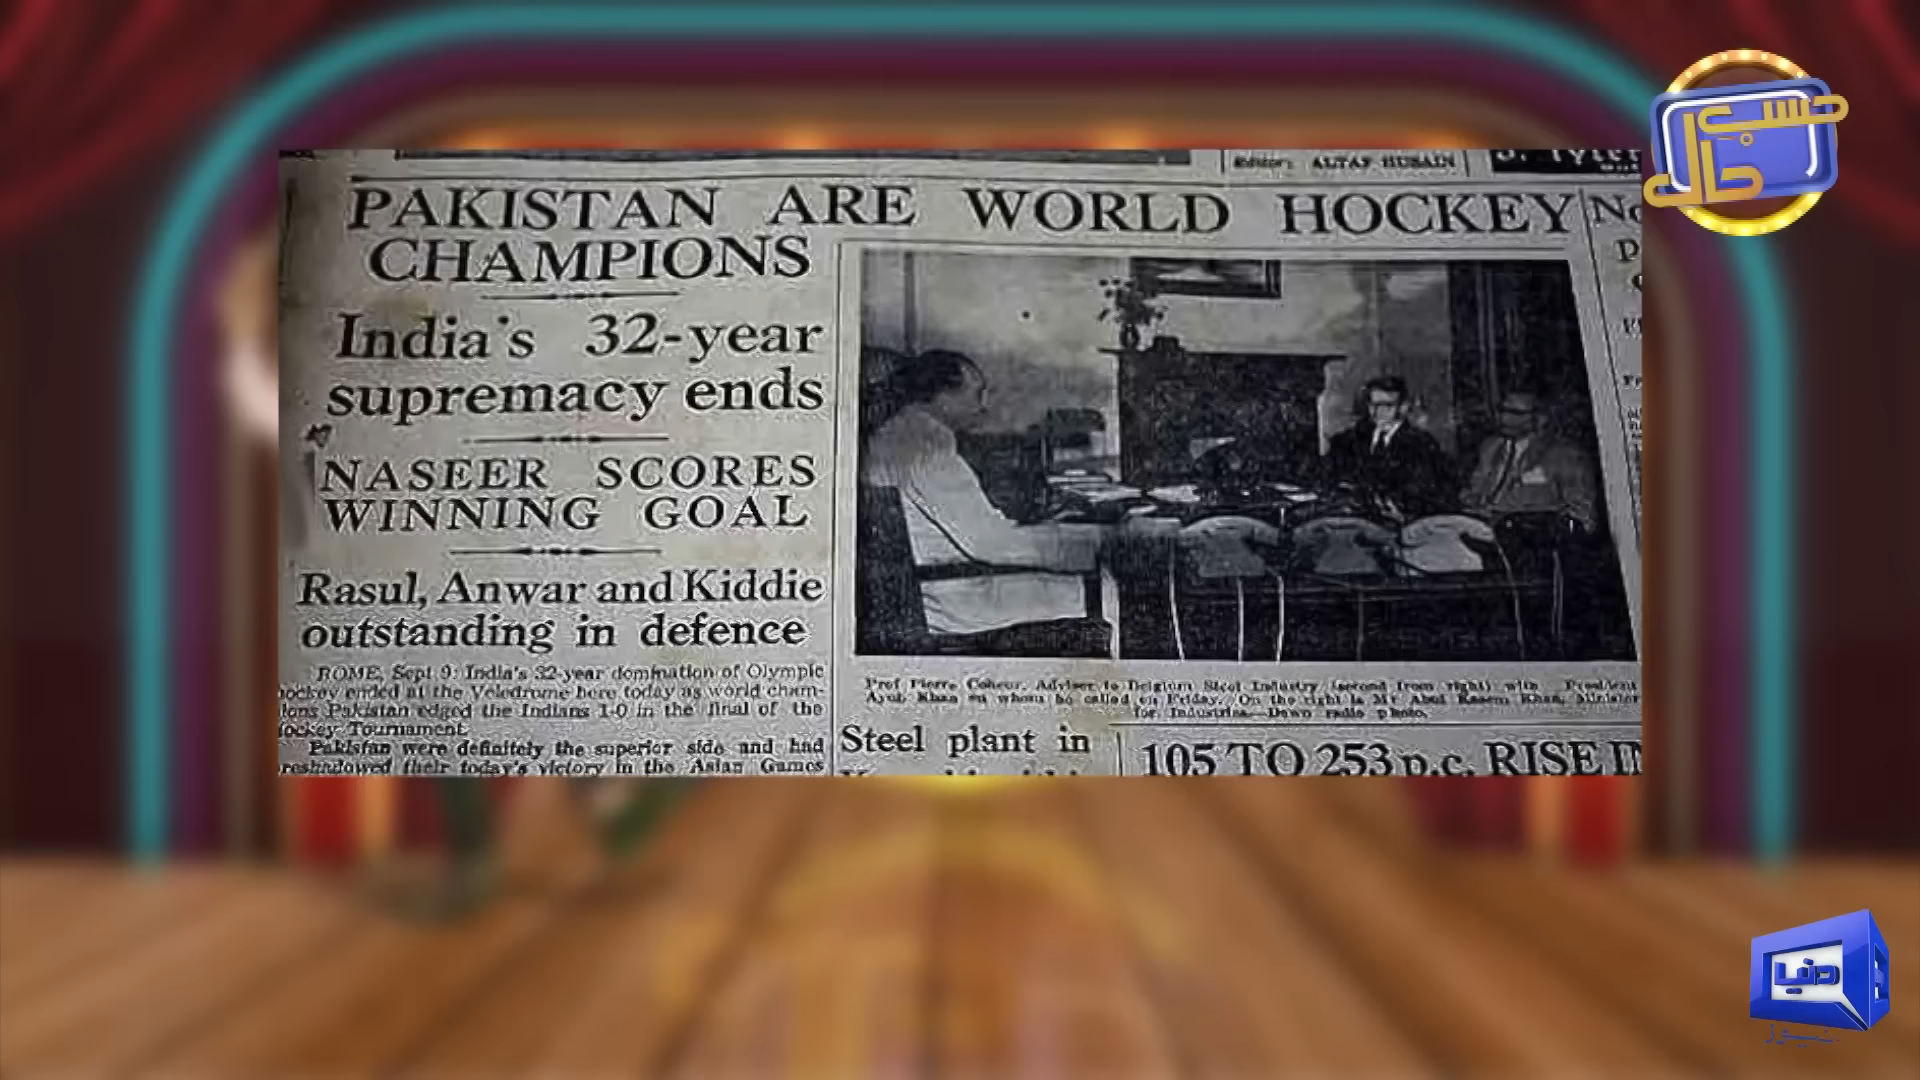 Editor: ALTAF HUSAIN
PAKISTAN ARE WORLD HOCKEY
CHAMPIONS
India's 32-year
supremacy ends
NASEER SCORES
WINNING GOAL
Rasul, Anwar and Kiddie
outstanding in defence
ROME, Sept 9: India's 32-year domination of Olympic
hockey ended at the Velodrome here today as world cham-
ions Pakistan edged the Indians 1-0 in the final of the
Hockey Tournament.
Pakistan were definitely the superior side and had
reshadowed their today's victory in the Asian Games
Prof Pierre Coheur, Adviser to Belgium Steel Industry (second from right) with President
Ayub Khan on whom he called on Friday. On the right is Mr Abul Kasem Khan, Minister
for Industries—Dawn radio photo.
Steel plant in
105 TO 253 p.c. RISE IN
حسب حال
دنیا
نیوز